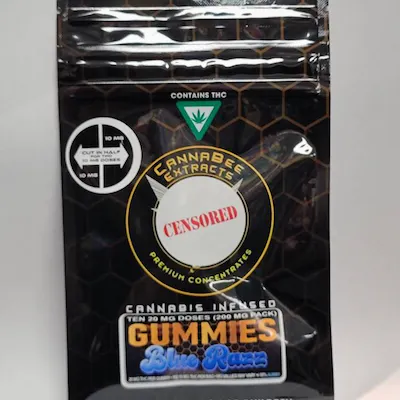 CONTAINS THC
10 MG
CUT IN HALF
FOR TWO
10 MG DOSES
10 MG
CANNABEE
EXTRACTS
CENSORED
PREMIUM CONCENTRATES
CANNABIS INFUSED
TEN 20 MG DOSES (200 MG PACK)
GUMMIES
Blue Razz